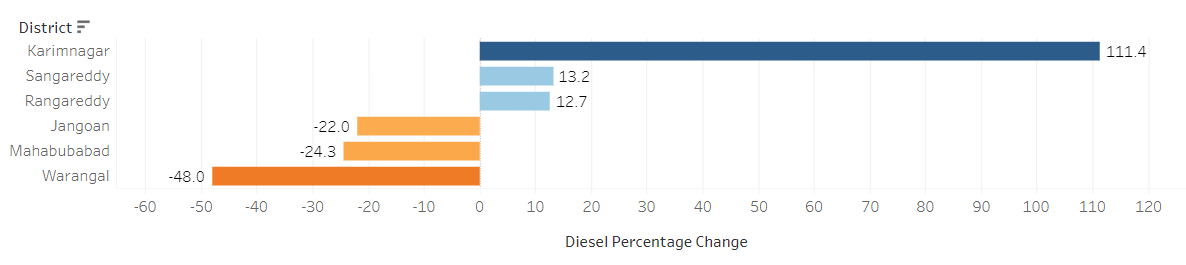 District
Karimnagar 111.4
Sangareddy 13.2
Rangareddy 12.7
Jangoan -22.0
Mahabubabad -24.3
Warangal -48.0
-60 -50 -40 -30 -20 -10 0 10 20 30 40 50 60 70 80 90 100 110 120
Diesel Percentage Change